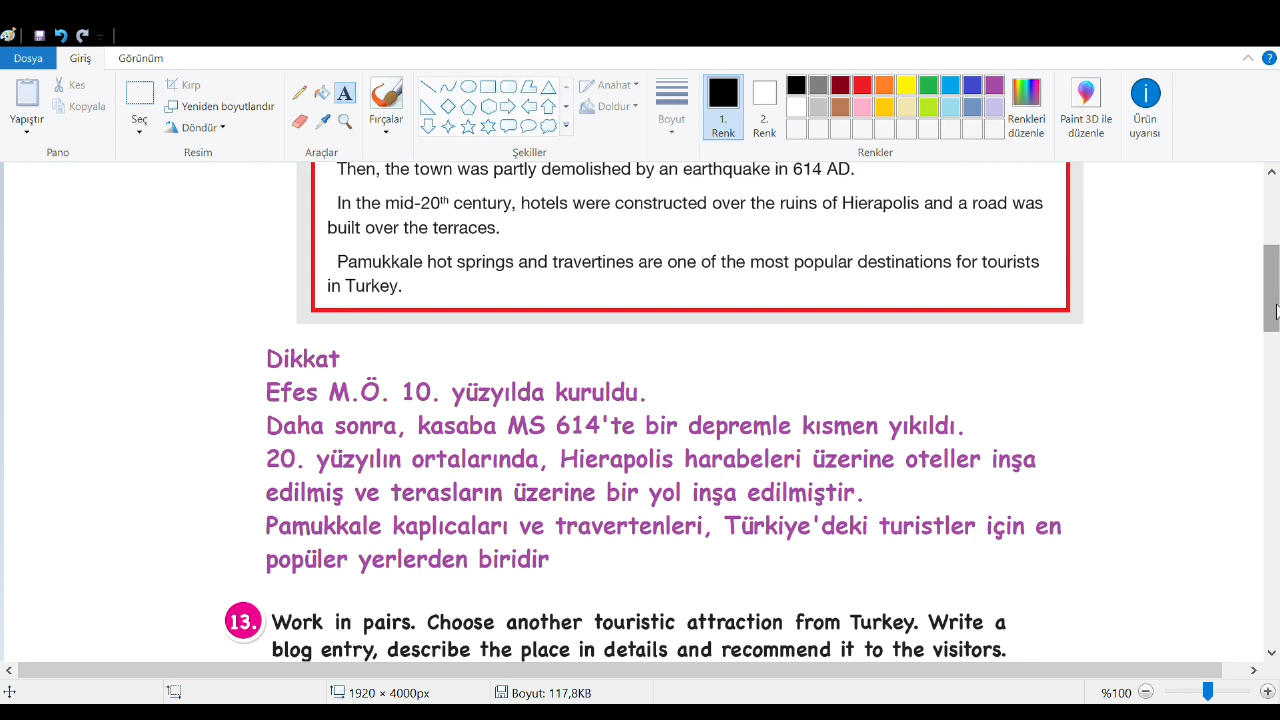 Dosya Giriş Görünüm
Yapıştır
Kes
Kopyala
Seç
Kırp
Yeniden boyutlandır
Döndür
A
Fırçalar
Anahat
Doldur
Boyut
1.
Renk
2.
Renk
Renkleri
düzenle
Paint 3D ile
düzenle
Ürün
uyarısı
Pano Resim Araçlar Şekiller Renkler
Then, the town was partly demolished by an earthquake in 614 AD.
In the mid-20th century, hotels were constructed over the ruins of Hierapolis and a road was
built over the terraces.
Pamukkale hot springs and travertines are one of the most popular destinations for tourists
in Turkey.
Dikkat
Efes M.Ö. 10. yüzyılda kuruldu.
Daha sonra, kasaba MS 614'te bir depremle kısmen yıkıldı.
20. yüzyılın ortalarında, Hierapolis harabeleri üzerine oteller inşa
edilmiş ve terasların üzerine bir yol inşa edilmiştir.
Pamukkale kaplıcaları ve travertenleri, Türkiye'deki turistler için en
popüler yerlerden biridir
13. Work in pairs. Choose another touristic attraction from Turkey. Write a
blog entry, describe the place in details and recommend it to the visitors.
1920 × 4000px Boyut: 117,8KB %100